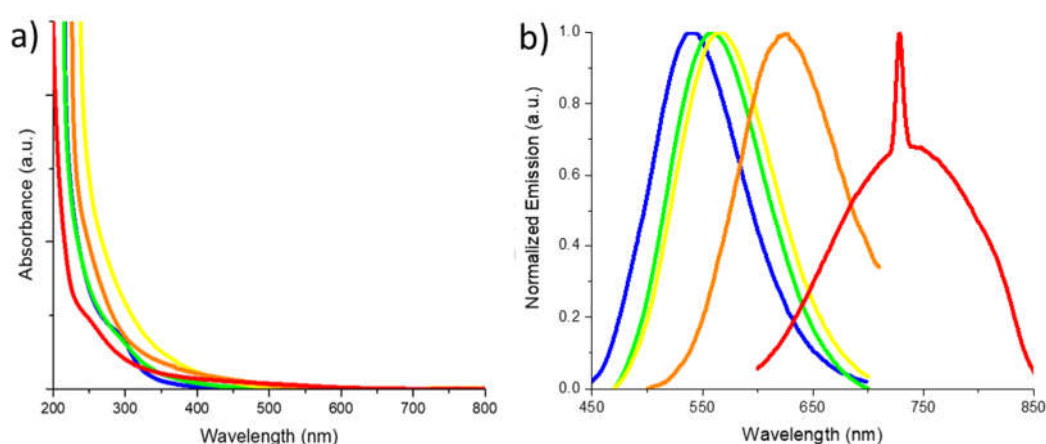 a)
Absorbance (a.u.)
200 300 400 500 600 700 800
Wavelength (nm)
b)
Normalized Emission (a.u.)
1.0
0.8
0.6
0.4
0.2
0.0
450 550 650 750 850
Wavelength (nm)